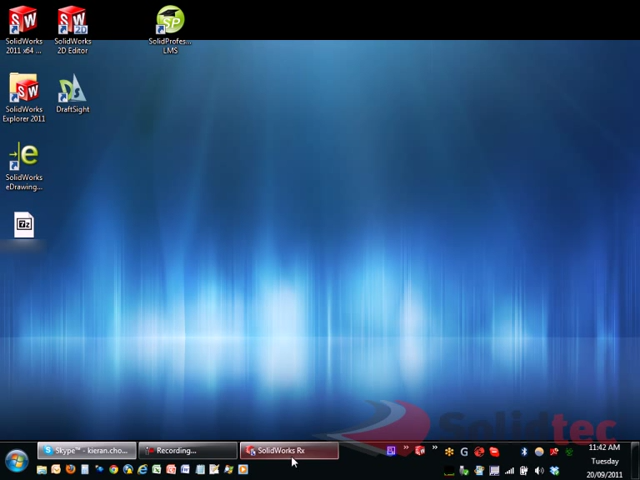 SolidWorks
2011 x64 ...
SolidWorks
2D Editor
SolidProfes...
LMS
SolidWorks
Explorer 2011
DraftSight
SolidWorks
eDrawing...
7z
Solidtec
Skype™ - kieran.cho...
Recording...
SolidWorks Rx
11:42 AM
Tuesday
20/09/2011